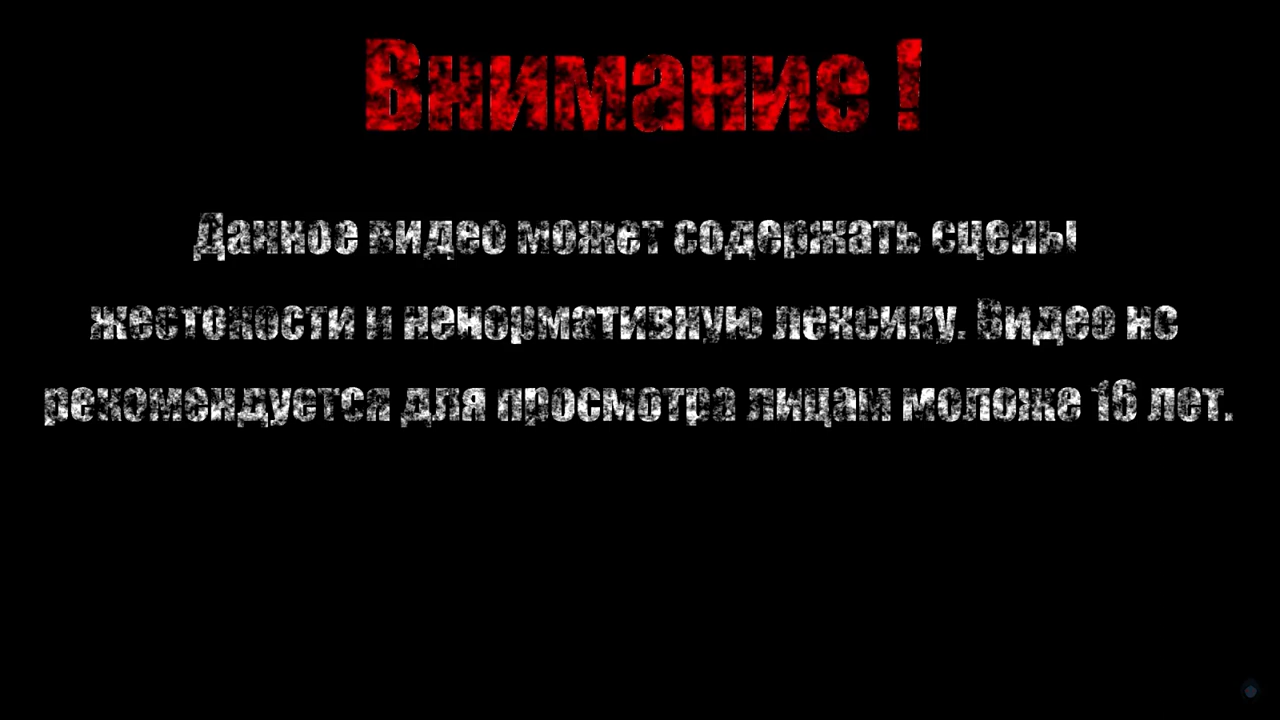 Внимание !
Данное видео может содержать сцены
жестокости и ненормативную лексику. Видео не
рекомендуется для просмотра лицам моложе 16 лет.